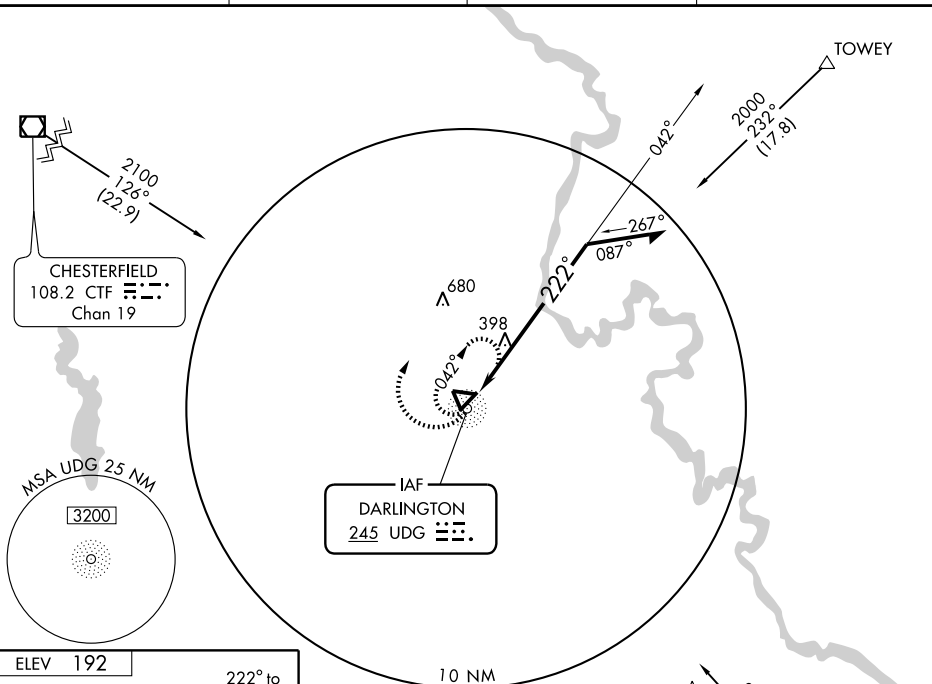 TOWEY
2000
232°
(17.8)
042°
2100
126°
(22.9)
267°
087°
222°
CHESTERFIELD
108.2 CTF
Chan 19
680
398
042°
MSA UDG 25 NM
3200
IAF
DARLINGTON
245 UDG
ELEV 192
222° to
10 NM